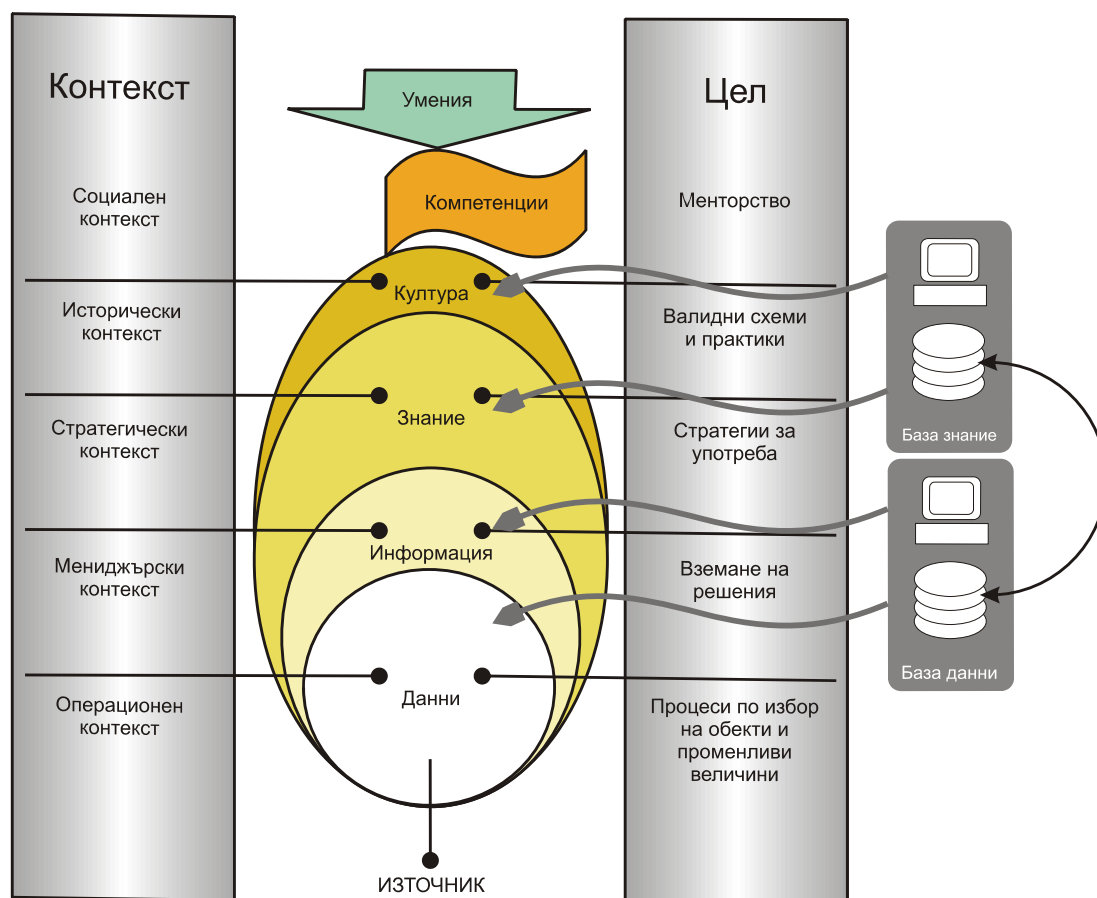 Контекст
Социален
контекст
Исторически
контекст
Стратегически
контекст
Мениджърски
контекст
Операционен
контекст
Умения
Компетенции
Култура
Знание
Информация
Данни
ИЗТОЧНИК
Цел
Менторство
Валидни схеми
и практики
Стратегии за
употреба
Вземане на
решения
Процеси по избор
на обекти и
променливи
величини
База знание
База данни